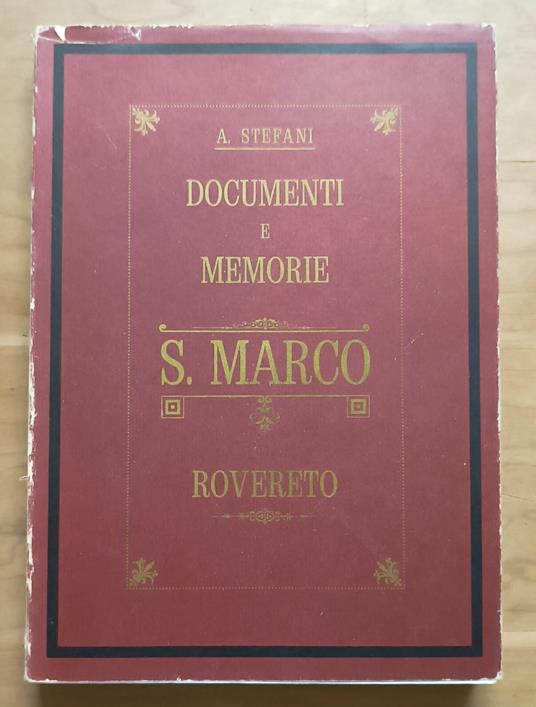 A. STEFANI
DOCUMENTI
E
MEMORIE
S. MARCO
ROVERETO